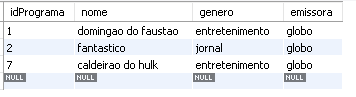 idPrograma nome genero emissora
1 domingao do faustao entretenimento globo
2 fantastico jornal globo
7 caldeirao do hulk entretenimento globo
NULL NULL NULL NULL